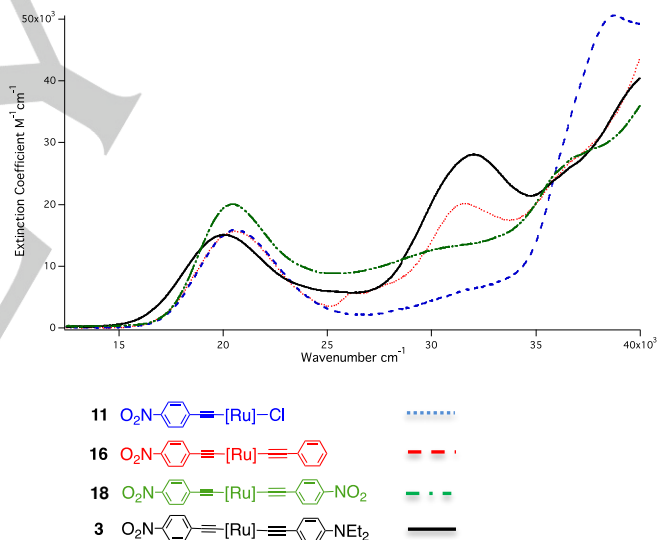 50x10³
40
30
20
10
0
Extinction Coefficient M⁻¹ cm⁻¹
15
20
25
30
35
40x10³
Wavenumber cm⁻¹
11 O₂N [Ru] Cl
16 O₂N [Ru]
18 O₂N [Ru] NO₂
3 O₂N [Ru] NEt₂